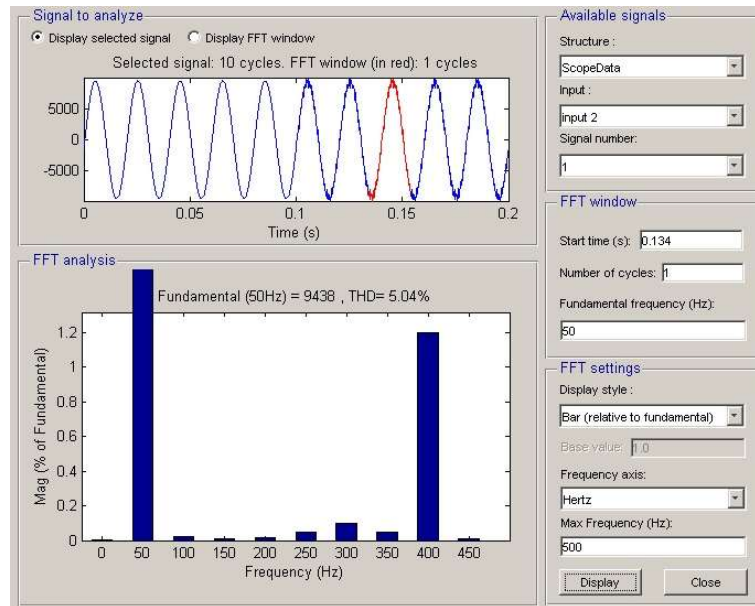 Signal to analyze
Display selected signal Display FFT window
Selected signal: 10 cycles. FFT window (in red): 1 cycles
5000
0
-5000
0 0.05 0.1 0.15 0.2
Time (s)
FFT analysis
Fundamental (50Hz) = 9438 , THD= 5.04%
1.2
1
0.8
0.6
0.4
0.2
0
Mag (% of Fundamental)
0 50 100 150 200 250 300 350 400 450
Frequency (Hz)
Available signals
Structure :
ScopeData
Input :
input 2
Signal number:
1
FFT window
Start time (s): 0.134
Number of cycles: 1
Fundamental frequency (Hz):
50
FFT settings
Display style :
Bar (relative to fundamental)
Base value: 1.0
Frequency axis:
Hertz
Max Frequency (Hz):
500
Display Close